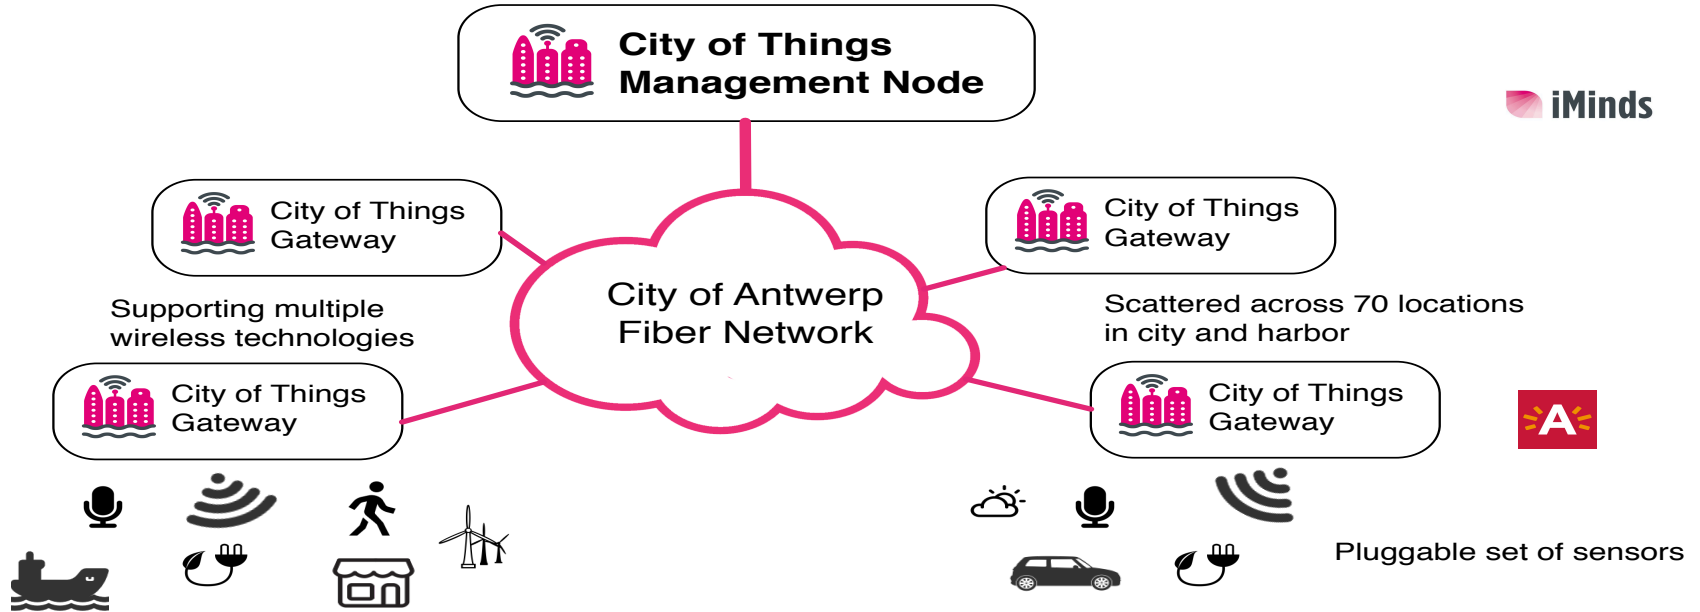 City of Things
Management Node
iMinds
City of Things
Gateway
City of Things
Gateway
City of Antwerp
Fiber Network
Supporting multiple
wireless technologies
Scattered across 70 locations
in city and harbor
City of Things
Gateway
City of Things
Gateway
A
Pluggable set of sensors